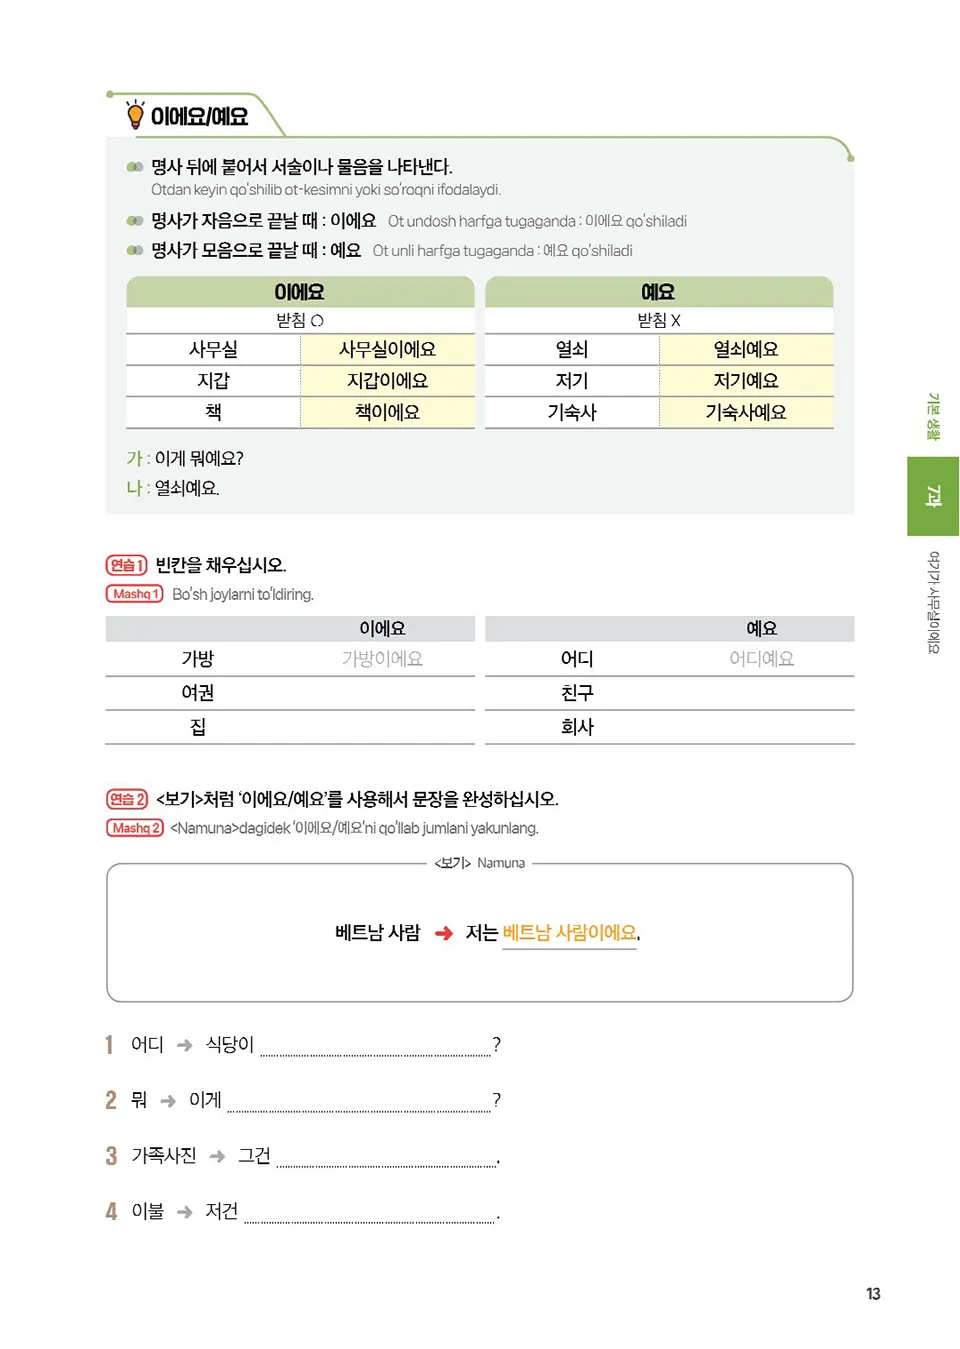 이에요/예요
명사 뒤에 붙어서 서술이나 물음을 나타낸다.
Otdan keyin qo'shilib ot-kesimni yoki so'roqni ifodalaydi.
명사가 자음으로 끝날 때 : 이에요 Ot undosh harfga tugaganda : 이에요 qo'shiladi
명사가 모음으로 끝날 때 : 예요 Ot unli harfga tugaganda : 예요 qo'shiladi
이에요 예요
받침 O 받침 X
사무실 사무실이에요 열쇠 열쇠예요
지갑 지갑이에요 저기 저기예요
책 책이에요 기숙사 기숙사예요
가 : 이게 뭐예요?
나 : 열쇠예요.
기본 생활
7과
여기가 사무실이에요
연습 1 빈칸을 채우십시오.
Mashq 1 Bo'sh joylarni to'ldiring.
이에요 예요
가방 가방이에요 어디 어디예요
여권 친구
집 회사
연습 2 <보기>처럼 '이에요/예요'를 사용해서 문장을 완성하십시오.
Mashq 2 <Namuna>dagidek '이에요/예요'ni qo'llab jumlani yakunlang.
<보기> Namuna
베트남 사람 ➜ 저는 베트남 사람이에요.
1 어디 ➜ 식당이 ?
2 뭐 ➜ 이게 ?
3 가족사진 ➜ 그건 .
4 이불 ➜ 저건 .
13